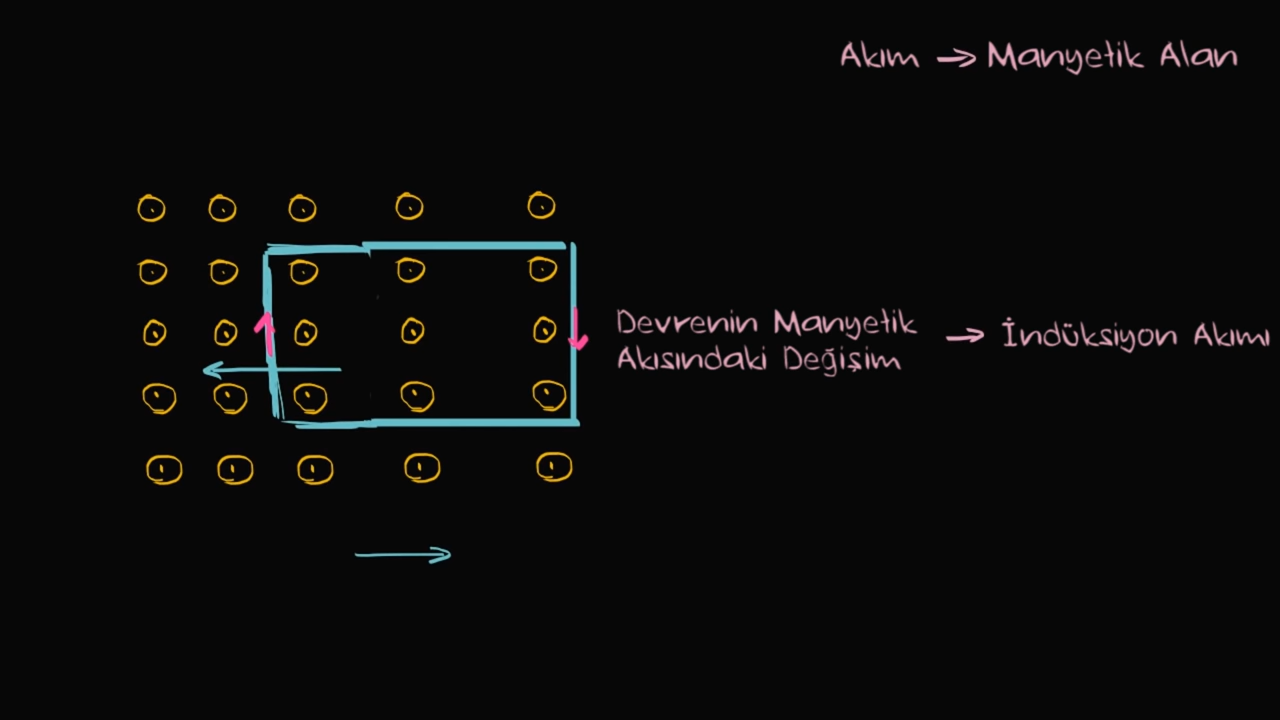 Akım → Manyetik Alan
Devrenin Manyetik
Akısındaki Değişim → İndüksiyon Akımı